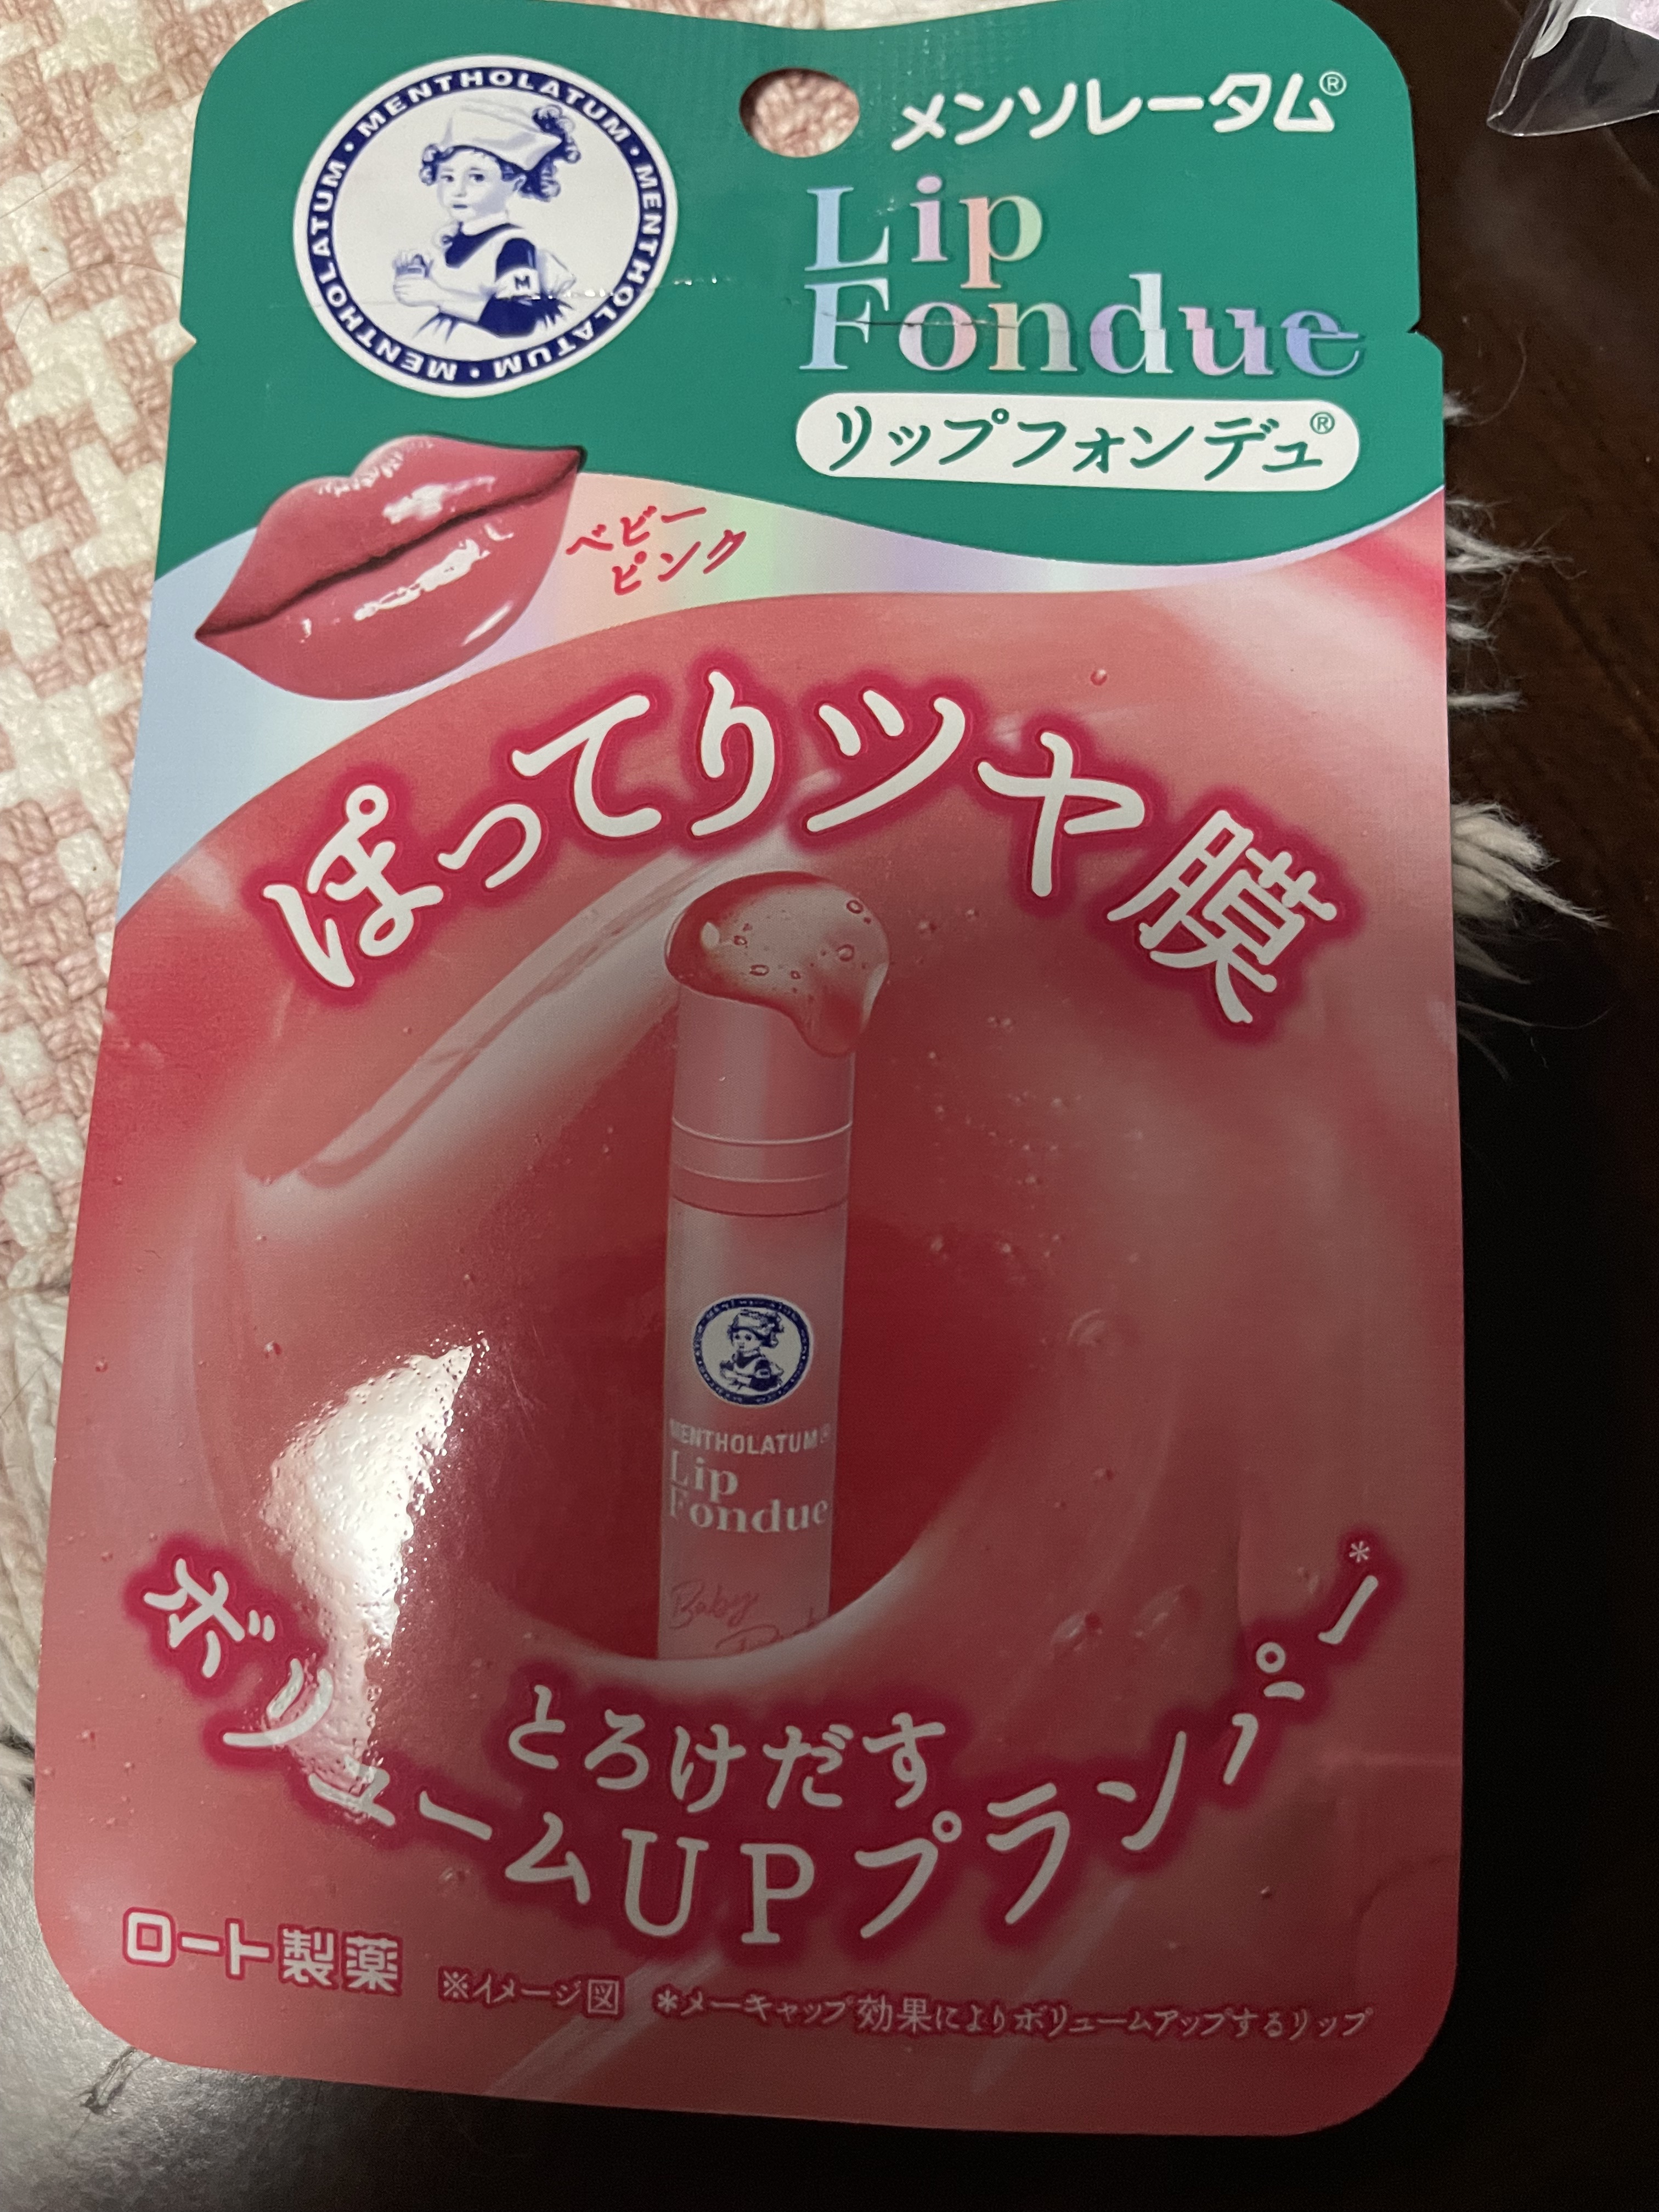 MENTHOLATUM・MENTHOLATUM・MENTHOLATUM・MENTHOLATUM・
M
メンソレータム®
Lip
Fondue
リップフォンデュ®
ベビー
ピンク
ぽってりツヤ膜
MENTHOLATUM®
Lip
Fondue
Baby
とろけだす
ボリュームUPプランパー*
ロート製薬
※イメージ図 *メーキャップ効果によりボリュームアップするリップ